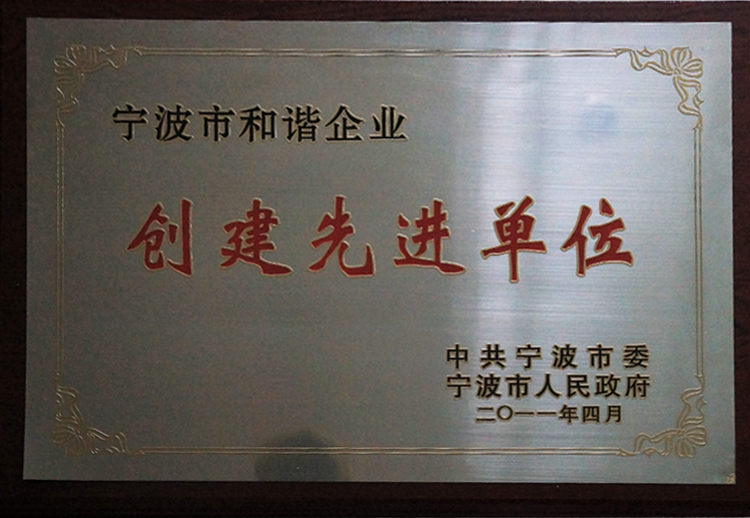 宁波市和谐企业
创建先进单位
中共宁波市委
宁波市人民政府
二〇一一年四月